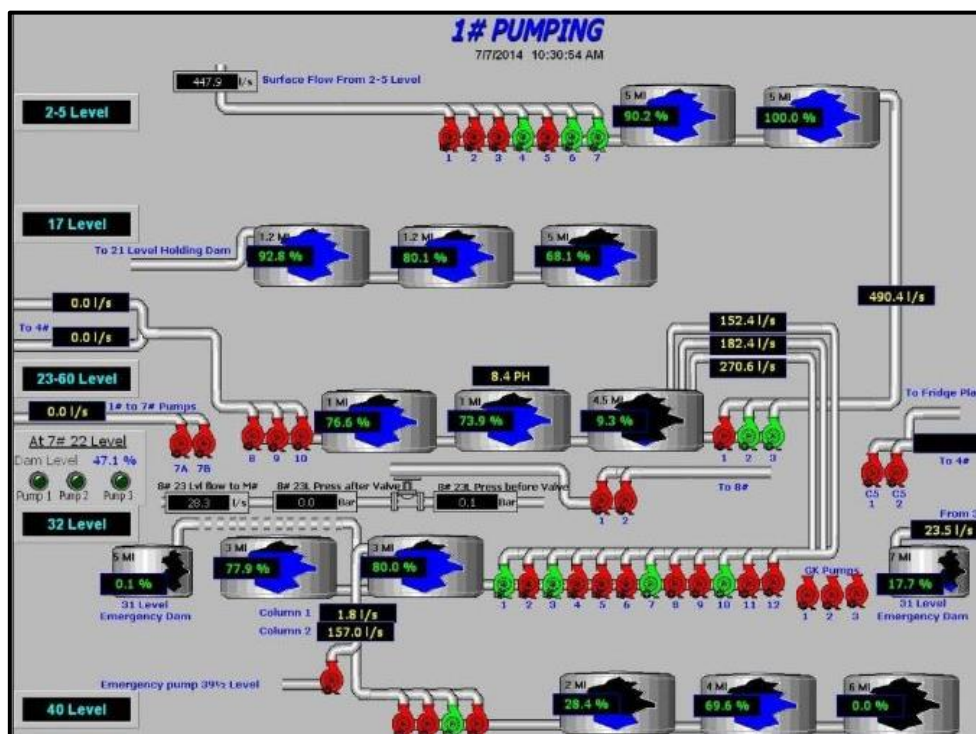 1# PUMPING
7/7/2014 10:30:54 AM
447.9 l/s Surface Flow From 2-5 Level
2-5 Level
5 Ml 90.2 %
5 Ml 100.0 %
1 2 3 4 5 6 7
17 Level
To 21 Level Holding Dam
1.2 Ml 92.8 %
1.2 Ml 80.1 %
5 Ml 68.1 %
490.4 l/s
0.0 l/s
To 4#
0.0 l/s
152.4 l/s
182.4 l/s
270.6 l/s
23-60 Level
8.4 PH
1 Ml 76.6 %
1 Ml 73.9 %
4.5 Ml 9.3 %
To Fridge Pla
0.0 l/s 1# to 7# Pumps
7A 7B
8 9 10
1 2 3
To 4#
At 7# 22 Level
Dam Level 47.1 %
Pump 1 Pump 2 Pump 3
8# 23 Lvl flow to M# 8# 23L Press after Valve 8# 23L Press before Valve
28.3 l/s 0.0 Bar 0.1 Bar
To 8#
1 2
C5 1 C5 2
32 Level
From 3
23.5 l/s
5 Ml 0.1 %
31 Level
Emergency Dam
3 Ml 77.9 %
3 Ml 80.0 %
1 2 3 4 5 6 7 8 9 10 11 12
GK Pumps
1 2 3
7 Ml 17.7 %
31 Level
Emergency Dam
Column 1 1.8 l/s
Column 2 157.0 l/s
Emergency pump 39½ Level
40 Level
2 Ml 28.4 %
4 Ml 69.6 %
6 Ml 0.0 %